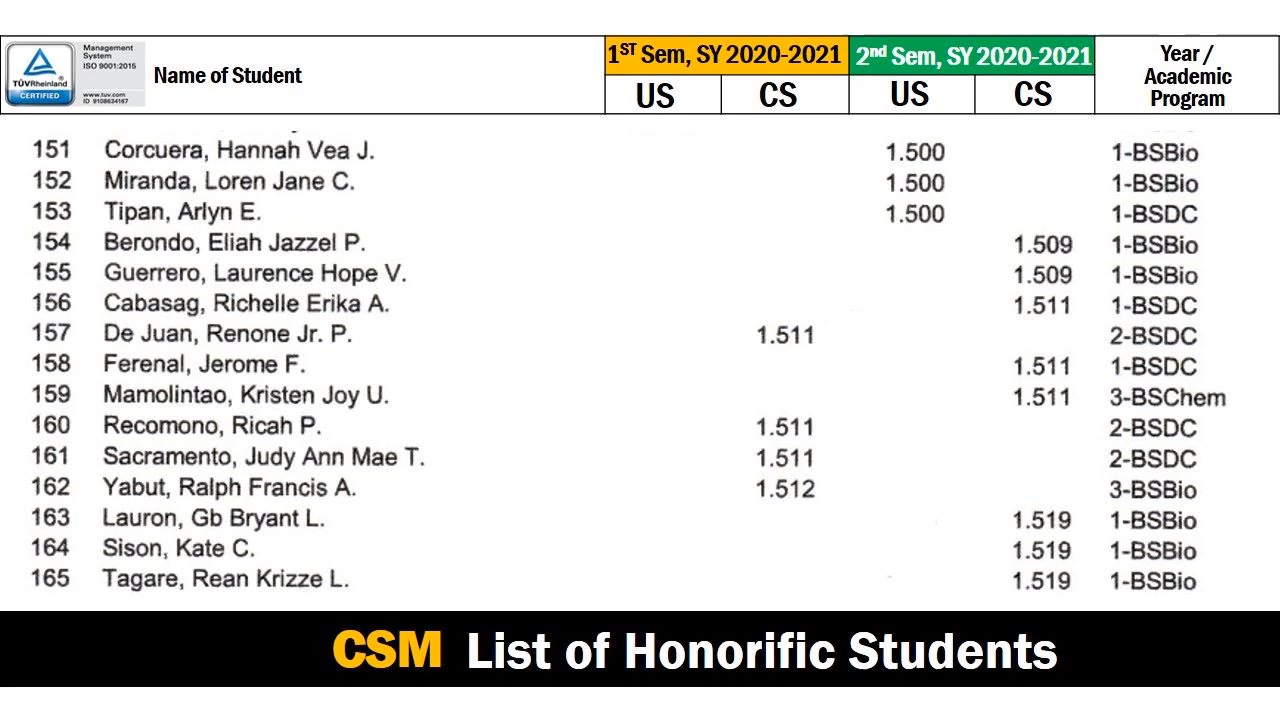 Management
System
ISO 9001:2015
TÜVRheinland®
CERTIFIED
www.tuv.com
ID 9108634167
Name of Student
1ST Sem, SY 2020-2021
2nd Sem, SY 2020-2021
US CS US CS
Year /
Academic
Program
151 Corcuera, Hannah Vea J. 1.500 1-BSBio
152 Miranda, Loren Jane C. 1.500 1-BSBio
153 Tipan, Arlyn E. 1.500 1-BSDC
154 Berondo, Eliah Jazzel P. 1.509 1-BSBio
155 Guerrero, Laurence Hope V. 1.509 1-BSBio
156 Cabasag, Richelle Erika A. 1.511 1-BSDC
157 De Juan, Renone Jr. P. 1.511 2-BSDC
158 Ferenal, Jerome F. 1.511 1-BSDC
159 Mamolintao, Kristen Joy U. 1.511 3-BSChem
160 Recomono, Ricah P. 1.511 2-BSDC
161 Sacramento, Judy Ann Mae T. 1.511 2-BSDC
162 Yabut, Ralph Francis A. 1.512 3-BSBio
163 Lauron, Gb Bryant L. 1.519 1-BSBio
164 Sison, Kate C. 1.519 1-BSBio
165 Tagare, Rean Krizze L. 1.519 1-BSBio
CSM List of Honorific Students